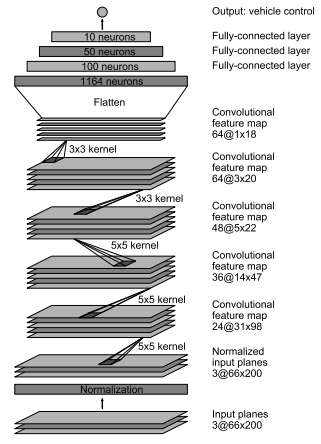 Output: vehicle control
10 neurons
Fully-connected layer
50 neurons
Fully-connected layer
100 neurons
Fully-connected layer
1164 neurons
Flatten
Convolutional
feature map
64@1x18
3x3 kernel
Convolutional
feature map
64@3x20
3x3 kernel
Convolutional
feature map
48@5x22
5x5 kernel
Convolutional
feature map
36@14x47
5x5 kernel
Convolutional
feature map
24@31x98
5x5 kernel
Normalized
input planes
3@66x200
Normalization
Input planes
3@66x200